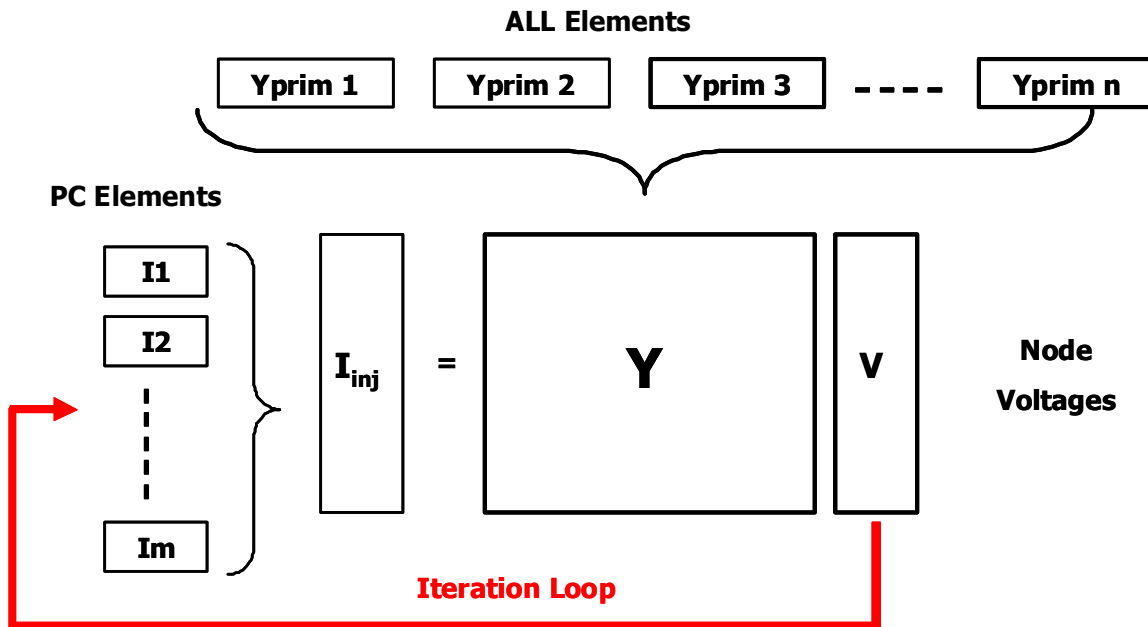 ALL Elements
Yprim 1 Yprim 2 Yprim 3 Yprim n
PC Elements
I1
I2
Im
Iinj = Y V
Node
Voltages
Iteration Loop